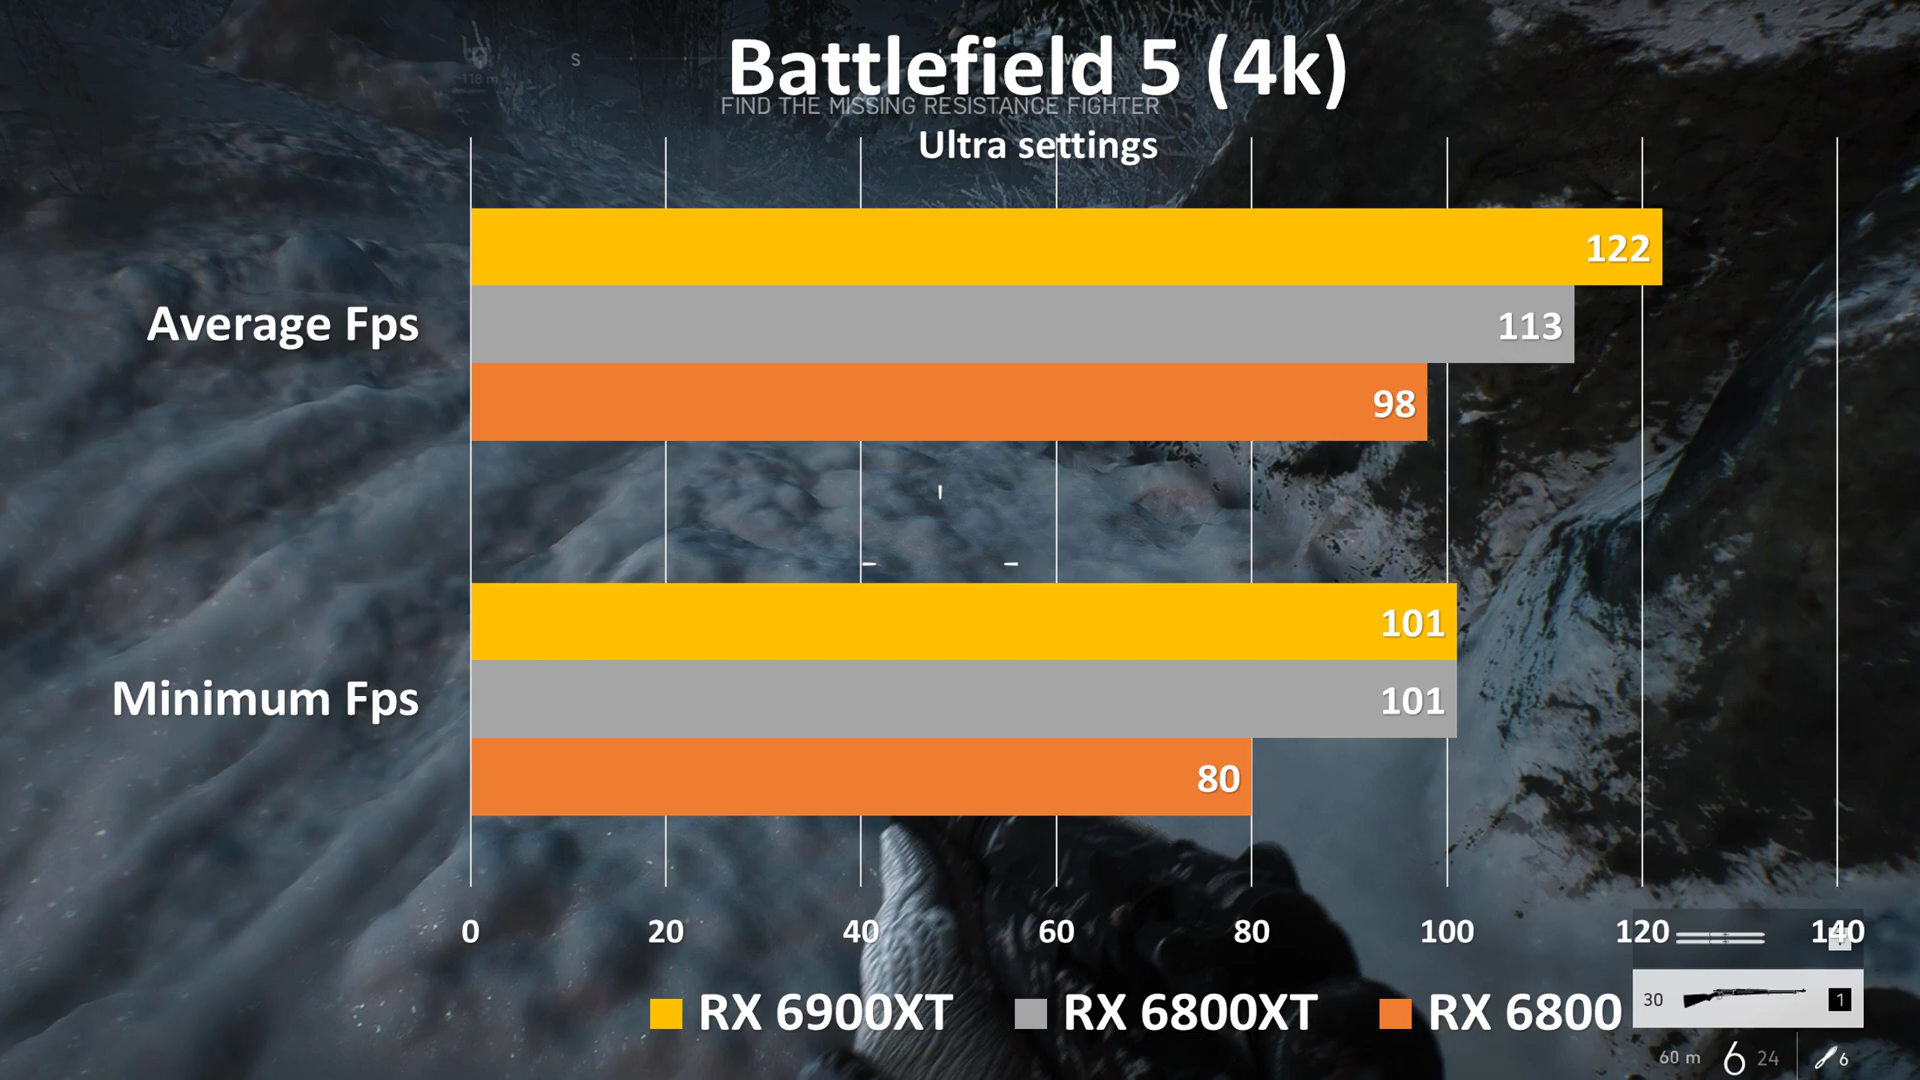 S W
118 m
Battlefield 5 (4k)
FIND THE MISSING RESISTANCE FIGHTER
Ultra settings
122
Average Fps
113
98
101
Minimum Fps
101
80
0 20 40 60 80 100 120 140
RX 6900XT RX 6800XT RX 6800
30 1
60 m 6 24 6